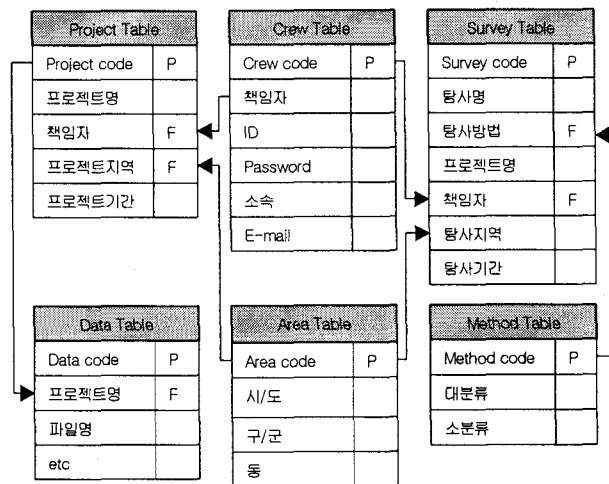 Project Table
Project code P
프로젝트명
책임자 F
프로젝트지역 F
프로젝트기간
Crew Table
Crew code P
책임자
ID
Password
소속
E-mail
Survey Table
Survey code P
탐사명
탐사방법 F
프로젝트명
책임자 F
탐사지역
탐사기간
Data Table
Data code P
프로젝트명 F
파일명
etc
Area Table
Area code P
시/도
구/군
동
Method Table
Method code P
대분류
소분류